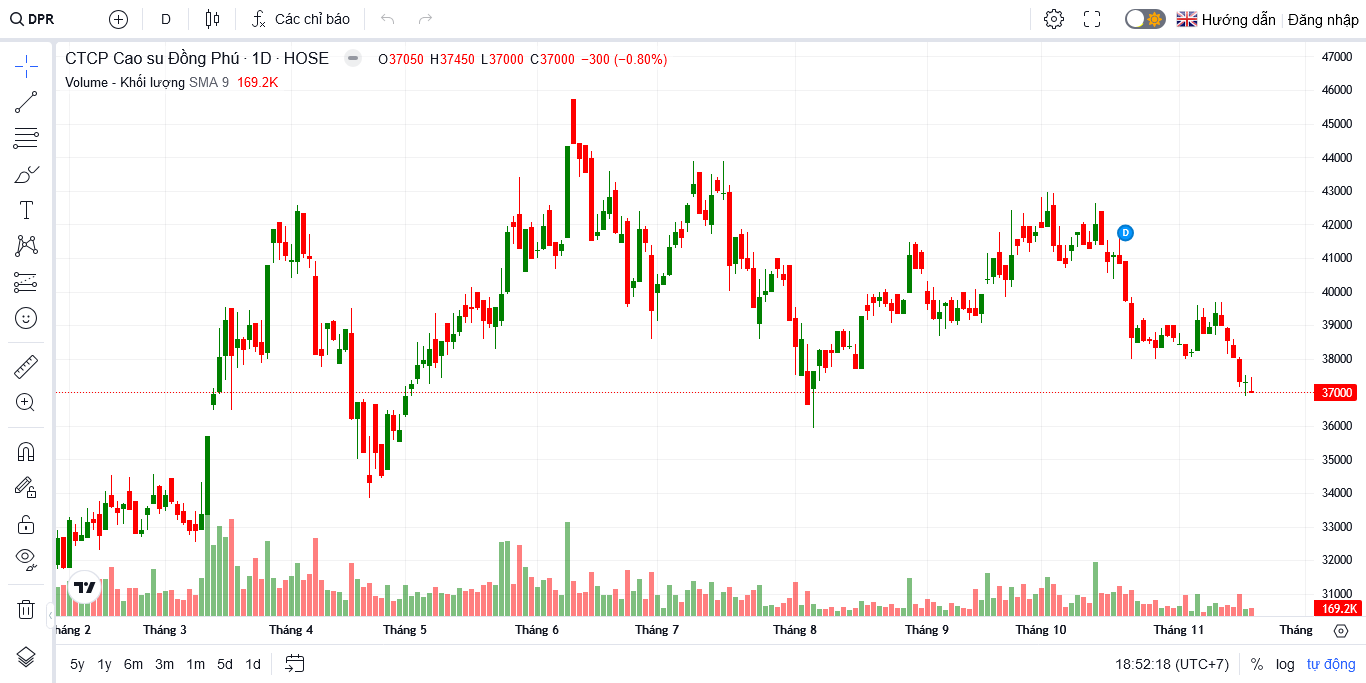 DPR D Các chỉ báo Hướng dẫn Đăng nhập
CTCP Cao su Đồng Phú · 1D · HOSE O37050 H37450 L37000 C37000 −300 (−0.80%)
Volume - Khối lượng SMA 9 169.2K
47000
46000
45000
44000
43000
42000
D
41000
40000
39000
38000
37000
36000
35000
34000
33000
32000
31000
169.2K
háng 2 Tháng 3 Tháng 4 Tháng 5 Tháng 6 Tháng 7 Tháng 8 Tháng 9 Tháng 10 Tháng 11 Tháng
5y 1y 6m 3m 1m 5d 1d 18:52:18 (UTC+7) % log tự động